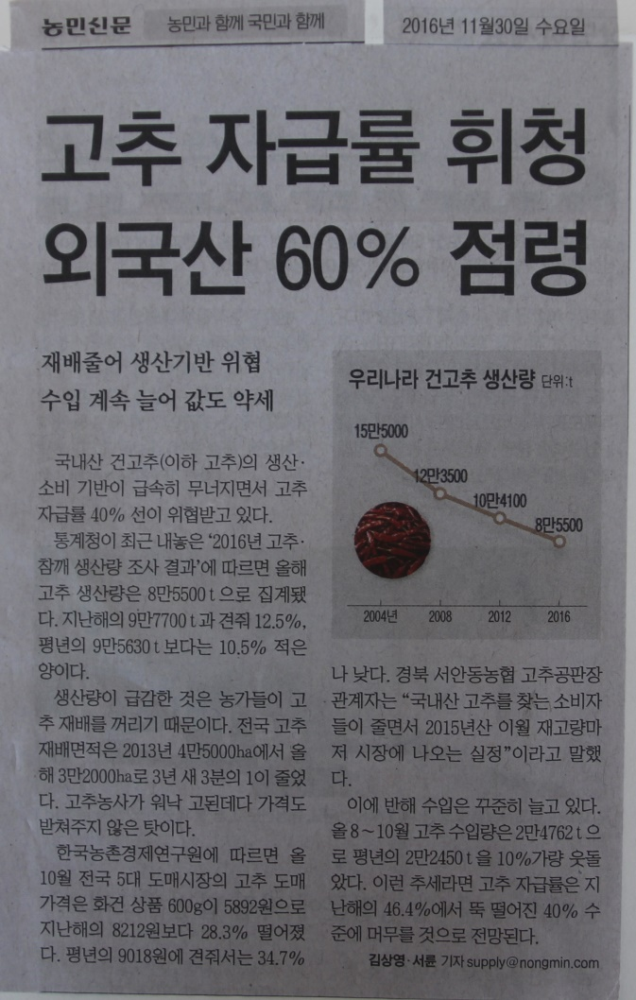 농민신문 농민과 함께 국민과 함께 2016년 11월30일 수요일
고추 자급률 휘청
외국산 60% 점령
재배줄어 생산기반 위협
수입 계속 늘어 값도 약세
국내산 건고추(이하 고추)의 생산·
소비 기반이 급속히 무너지면서 고추
자급률 40% 선이 위협받고 있다.
통계청이 최근 내놓은 ‘2016년 고추·
참깨 생산량 조사 결과’에 따르면 올해
고추 생산량은 8만5500t으로 집계됐
다. 지난해의 9만7700t과 견줘 12.5%,
평년의 9만5630t보다는 10.5% 적은
양이다.
생산량이 급감한 것은 농가들이 고
추 재배를 꺼리기 때문이다. 전국 고추
재배면적은 2013년 4만5000ha에서 올
해 3만2000ha로 3년 새 3분의 1이 줄었
다. 고추농사가 워낙 고된데다 가격도
받쳐주지 않은 탓이다.
한국농촌경제연구원에 따르면 올
10월 전국 5대 도매시장의 고추 도매
가격은 화건 상품 600g이 5892원으로
지난해의 8212원보다 28.3% 떨어졌
다. 평년의 9018원에 견줘서는 34.7%
우리나라 건고추 생산량 단위:t
15만5000
12만3500
10만4100
8만5500
2004년 2008 2012 2016
나 낮다. 경북 서안동농협 고추공판장
관계자는 “국내산 고추를 찾는 소비자
들이 줄면서 2015년산 이월 재고량마
저 시장에 나오는 실정”이라고 말했
다.
이에 반해 수입은 꾸준히 늘고 있다.
올 8~10월 고추 수입량은 2만4762t으
로 평년의 2만2450t을 10%가량 웃돌
았다. 이런 추세라면 고추 자급률은 지
난해의 46.4%에서 뚝 떨어진 40% 수
준에 머무를 것으로 전망된다.
김상영·서륜 기자 supply@nongmin.com